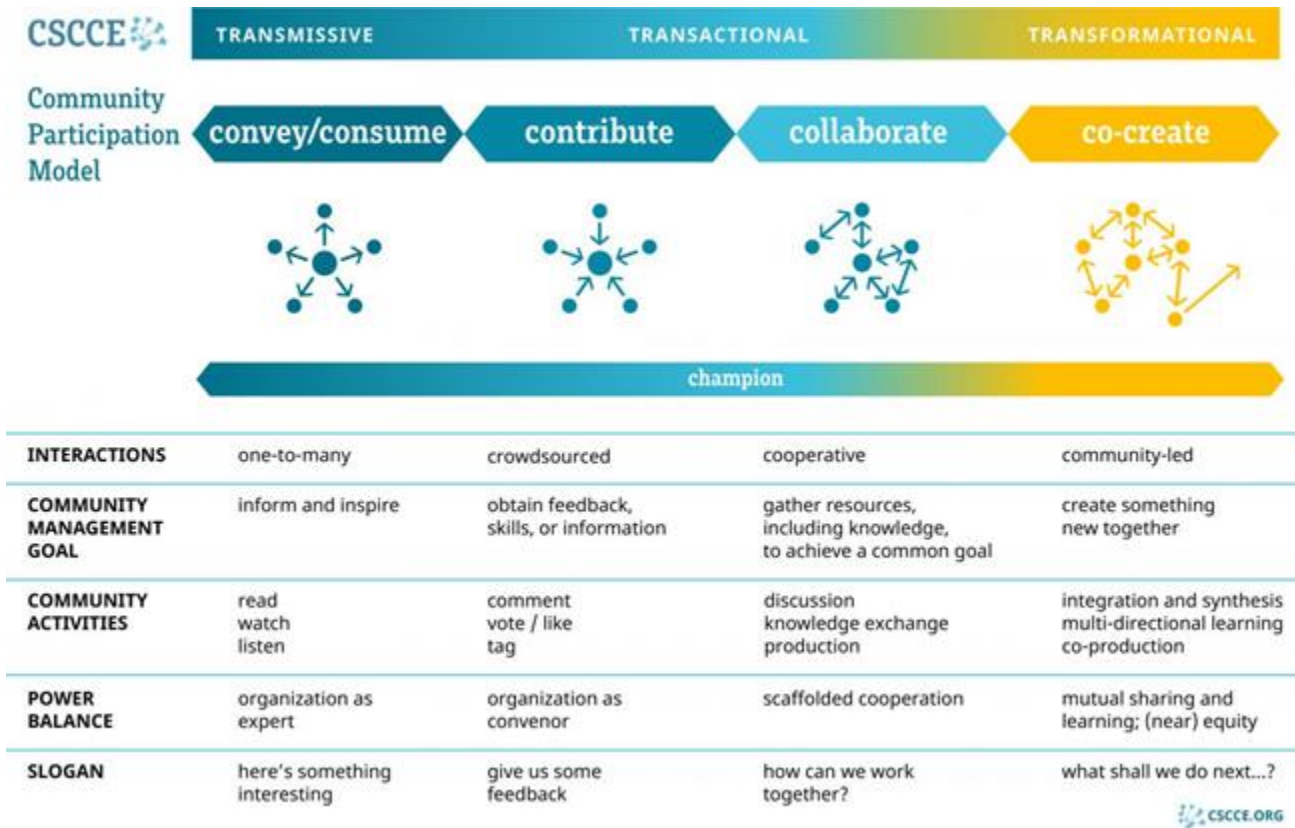 CSCCE
TRANSMISSIVE
TRANSACTIONAL
TRANSFORMATIONAL
Community
Participation
Model
convey/consume
contribute
collaborate
co-create
champion
INTERACTIONS
one-to-many
crowdsourced
cooperative
community-led
COMMUNITY
MANAGEMENT
GOAL
inform and inspire
obtain feedback,
skills, or information
gather resources,
including knowledge,
to achieve a common goal
create something
new together
COMMUNITY
ACTIVITIES
read
watch
listen
comment
vote / like
tag
discussion
knowledge exchange
production
integration and synthesis
multi-directional learning
co-production
POWER
BALANCE
organization as
expert
organization as
convenor
scaffolded cooperation
mutual sharing and
learning; (near) equity
SLOGAN
here's something
interesting
give us some
feedback
how can we work
together?
what shall we do next...?
CSCCE.ORG